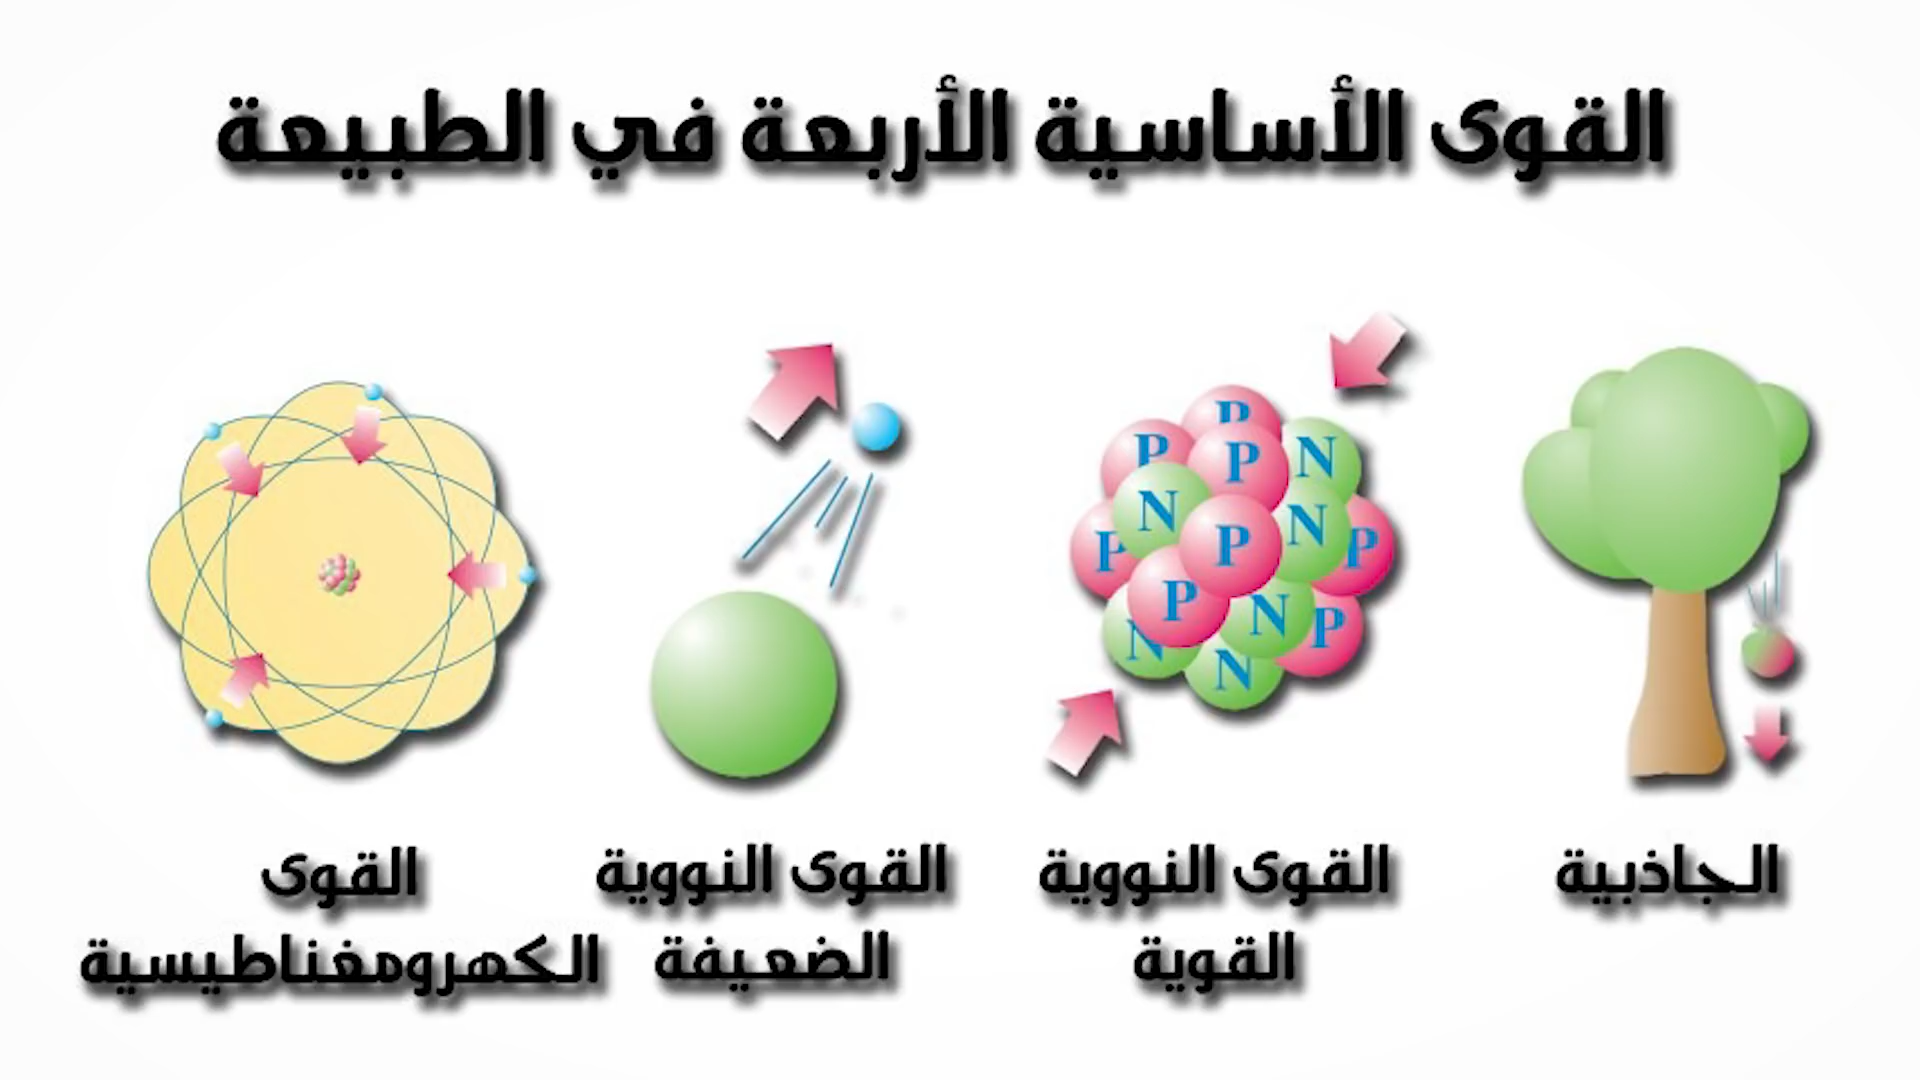 القوى الأساسية الأربعة في الطبيعة
P
P
P
N
N
N
P
P
P
P
N
N
P
N
الجاذبية
القوى النووية
القوية
القوى النووية
الضعيفة
القوى
الكهرومغناطيسية